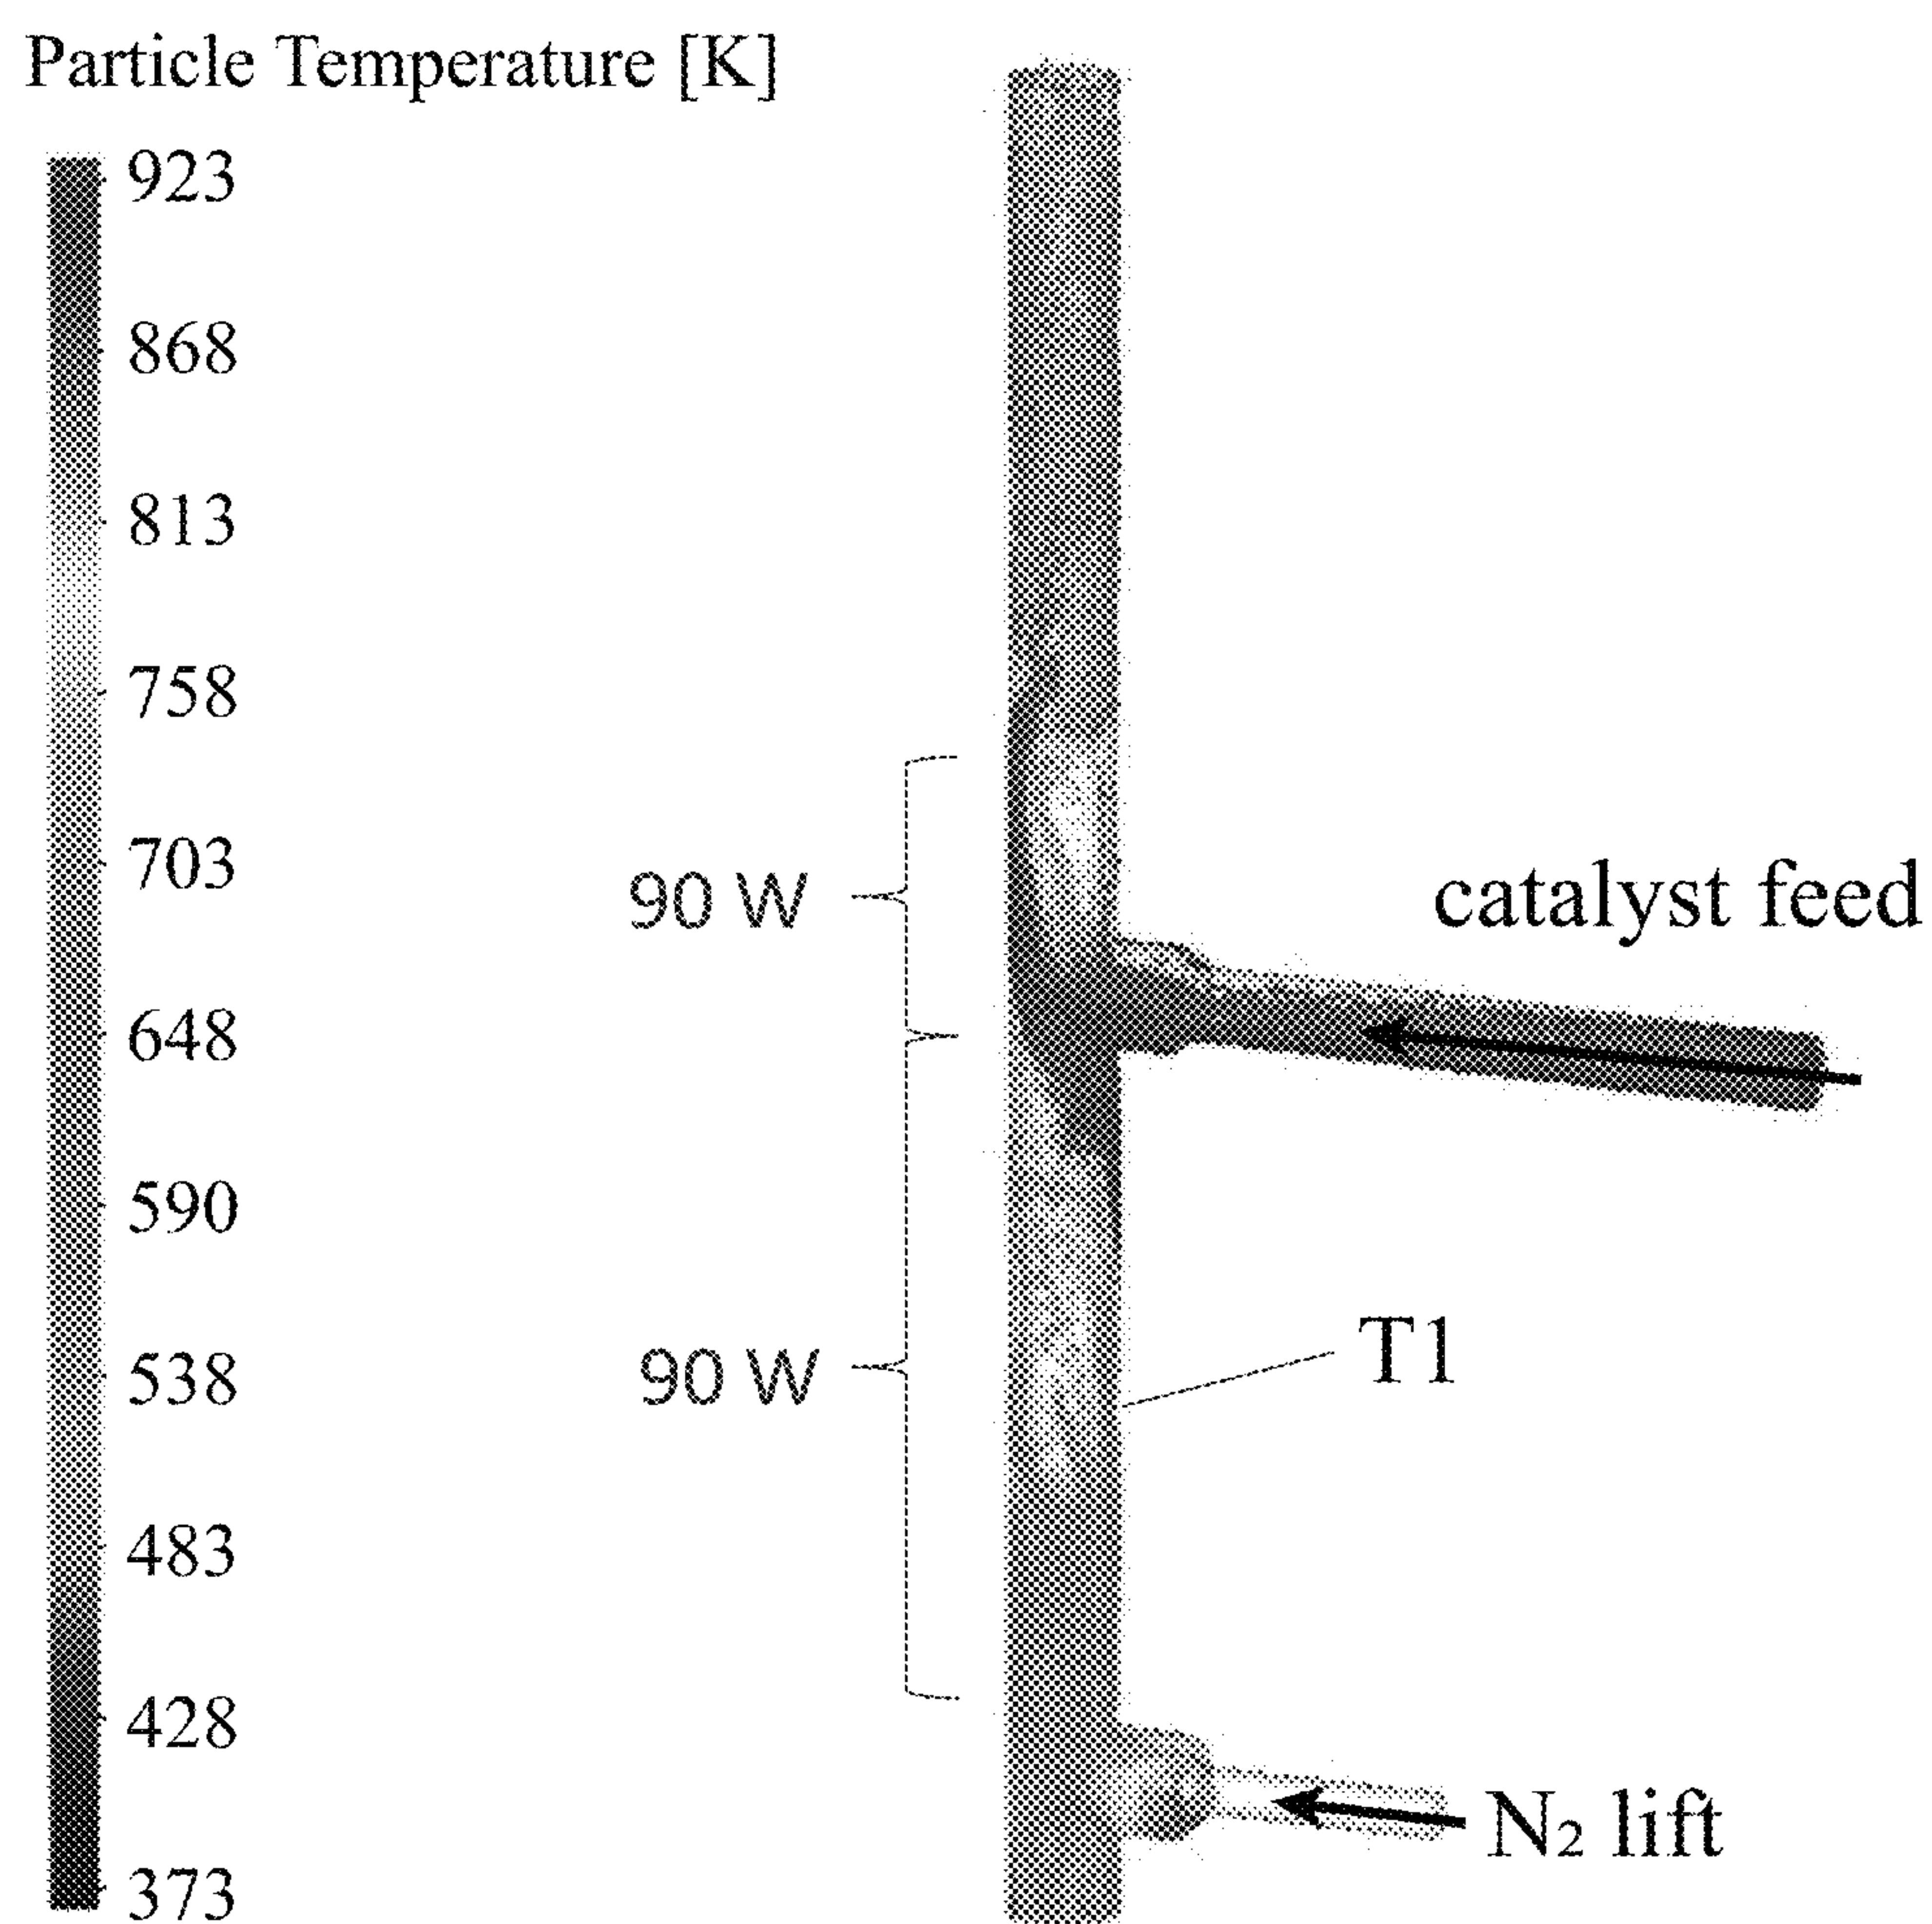 Particle Temperature [K]
923
868
813
758
703
648
590
538
483
428
373
90 W
90 W
catalyst feed
T1
N₂ lift